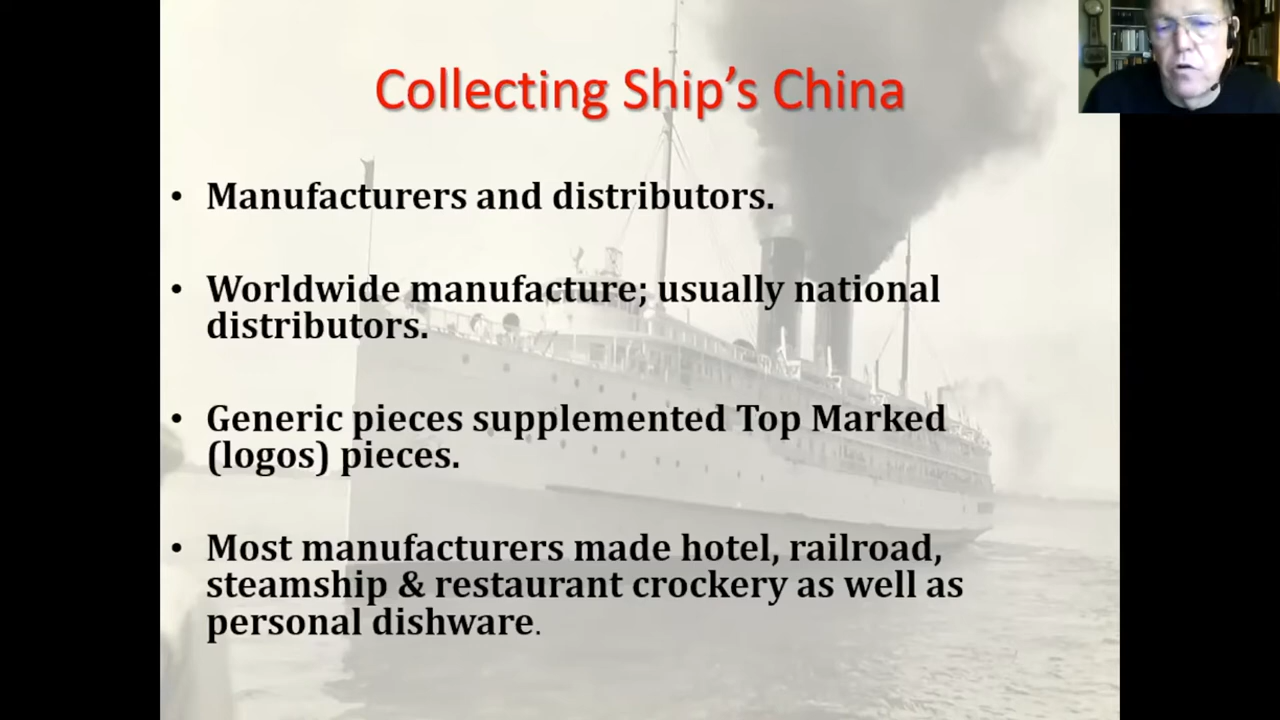 Collecting Ship's China
• Manufacturers and distributors.
• Worldwide manufacture; usually national
distributors.
• Generic pieces supplemented Top Marked
(logos) pieces.
• Most manufacturers made hotel, railroad,
steamship & restaurant crockery as well as
personal dishware.